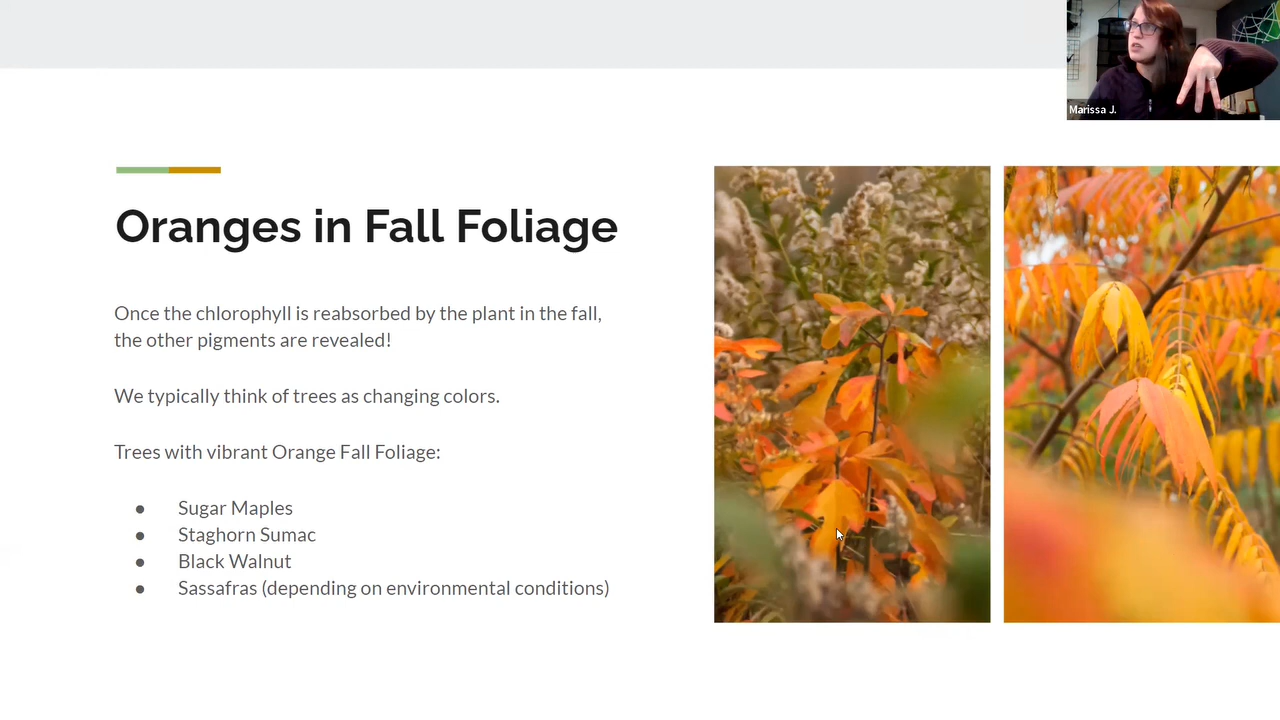 Marissa J.
Oranges in Fall Foliage
Once the chlorophyll is reabsorbed by the plant in the fall,
the other pigments are revealed!
We typically think of trees as changing colors.
Trees with vibrant Orange Fall Foliage:
● Sugar Maples
● Staghorn Sumac
● Black Walnut
● Sassafras (depending on environmental conditions)